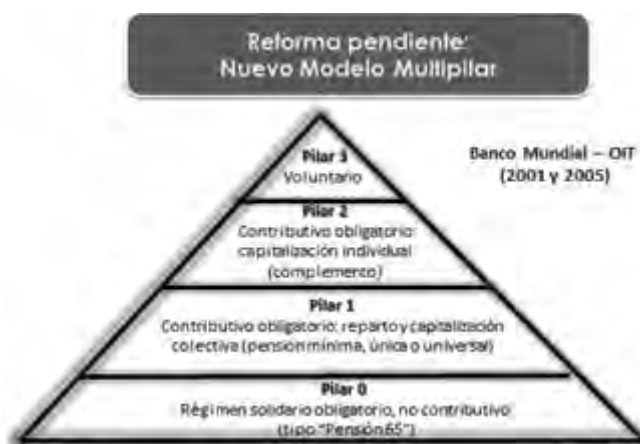 Reforma pendiente:
Nuevo Modelo Multipilar
Banco Mundial – OIT
(2001 y 2005)
Pilar 3
Voluntario
Pilar 2
Contributivo obligatorio:
capitalización individual
(complemento)
Pilar 1
Contributivo obligatorio: reparto y capitalización
colectiva (pensión mínima, única o universal)
Pilar 0
Régimen solidario obligatorio, no contributivo
(tipo "Pensión 65")